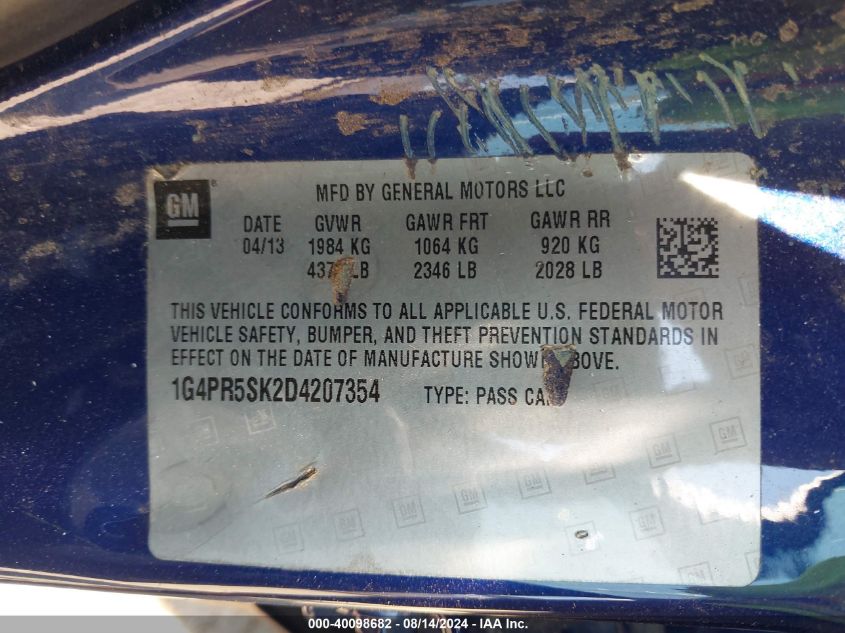 GM
MFD BY GENERAL MOTORS LLC
DATE GVWR GAWR FRT GAWR RR
04/13 1984 KG 1064 KG 920 KG
LB 2346 LB 2028 LB
THIS VEHICLE CONFORMS TO ALL APPLICABLE U.S. FEDERAL MOTOR
VEHICLE SAFETY, BUMPER, AND THEFT PREVENTION STANDARDS IN
EFFECT ON THE DATE OF MANUFACTURE SHOWN ABOVE.
1G4PR5SK2D4207354 TYPE: PASS CAR
000-40098682 - 08/14/2024 - IAAI.COM.